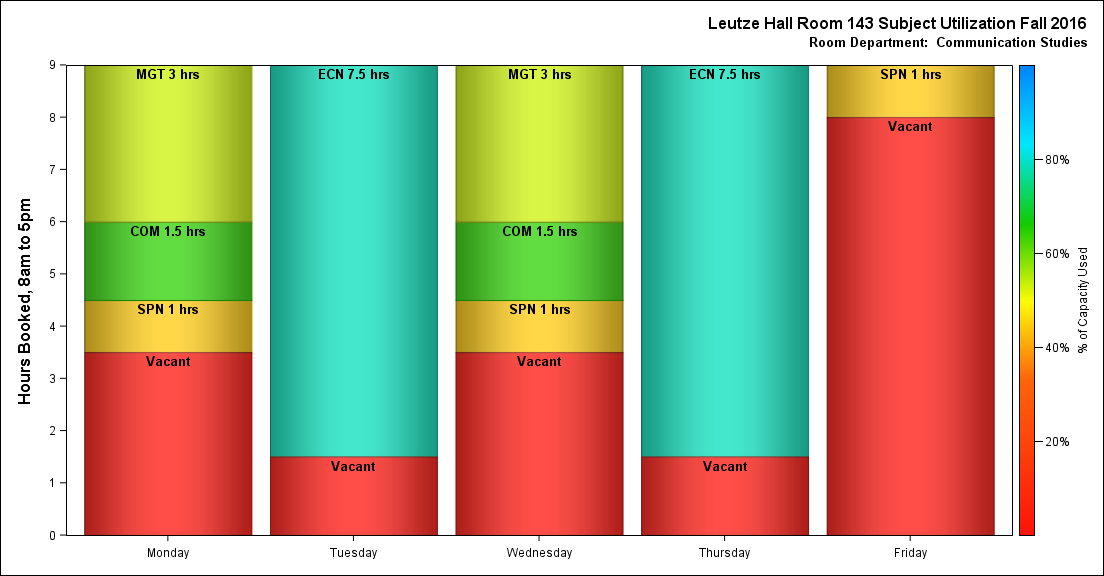 Leutze Hall Room 143 Subject Utilization Fall 2016
Room Department:  Communication Studies
Hours Booked, 8am to 5pm
9
8
7
6
5
4
3
2
1
0
MGT 3 hrs
COM 1.5 hrs
SPN 1 hrs
Vacant
Monday
ECN 7.5 hrs
Vacant
Tuesday
MGT 3 hrs
COM 1.5 hrs
SPN 1 hrs
Vacant
Wednesday
ECN 7.5 hrs
Vacant
Thursday
SPN 1 hrs
Vacant
Friday
80%
60%
40%
20%
% of Capacity Used